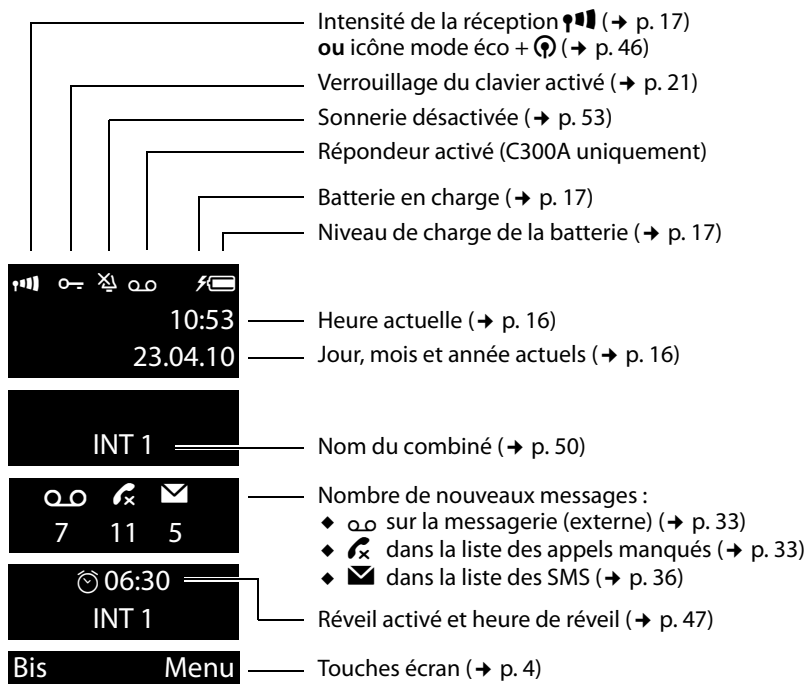 Intensité de la réception (➔ p. 17)
ou icône mode éco + (➔ p. 46)
Verrouillage du clavier activé (➔ p. 21)
Sonnerie désactivée (➔ p. 53)
Répondeur activé (C300A uniquement)
Batterie en charge (➔ p. 17)
Niveau de charge de la batterie (➔ p. 17)
10:53
Heure actuelle (➔ p. 16)
23.04.10
Jour, mois et année actuels (➔ p. 16)
INT 1
Nom du combiné (➔ p. 50)
Nombre de nouveaux messages :
7 11 5
◆ sur la messagerie (externe) (➔ p. 33)
◆ dans la liste des appels manqués (➔ p. 33)
◆ dans la liste des SMS (➔ p. 36)
06:30
INT 1
Réveil activé et heure de réveil (➔ p. 47)
Bis Menu
Touches écran (➔ p. 4)